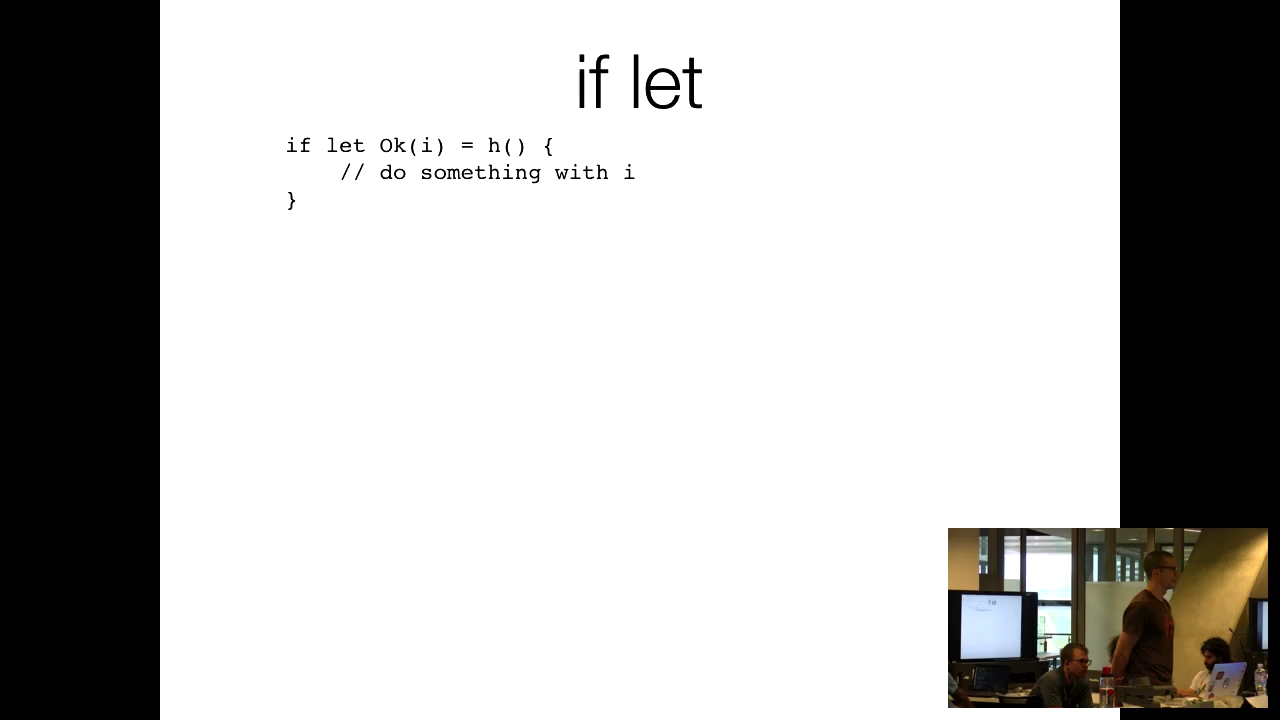 if let
if let Ok(i) = h() {
    // do something with i
}